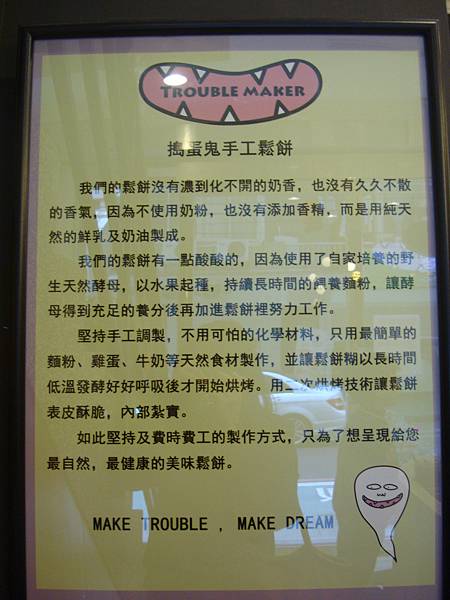 TROUBLE MAKER
搗蛋鬼手工鬆餅
我們的鬆餅沒有濃到化不開的奶香，也沒有久久不散
的香氣，因為不使用奶粉，也沒有添加香精，而是用純天
然的鮮乳及奶油製成。
我們的鬆餅有一點酸酸的，因為使用了自家培養的野
生天然酵母，以水果起種，持續長時間的餵養麵粉，讓酵
母得到充足的養分後再加進鬆餅裡努力工作。
堅持手工調製，不用可怕的化學材料，只用最簡單的
麵粉、雞蛋、牛奶等天然食材製作，並讓鬆餅糊以長時間
低溫發酵好好呼吸後才開始烘烤。用二次烘烤技術讓鬆餅
表皮酥脆，內部紮實。
如此堅持及費時費工的製作方式，只為了想呈現給您
最自然，最健康的美味鬆餅。
MAKE TROUBLE , MAKE DREAM